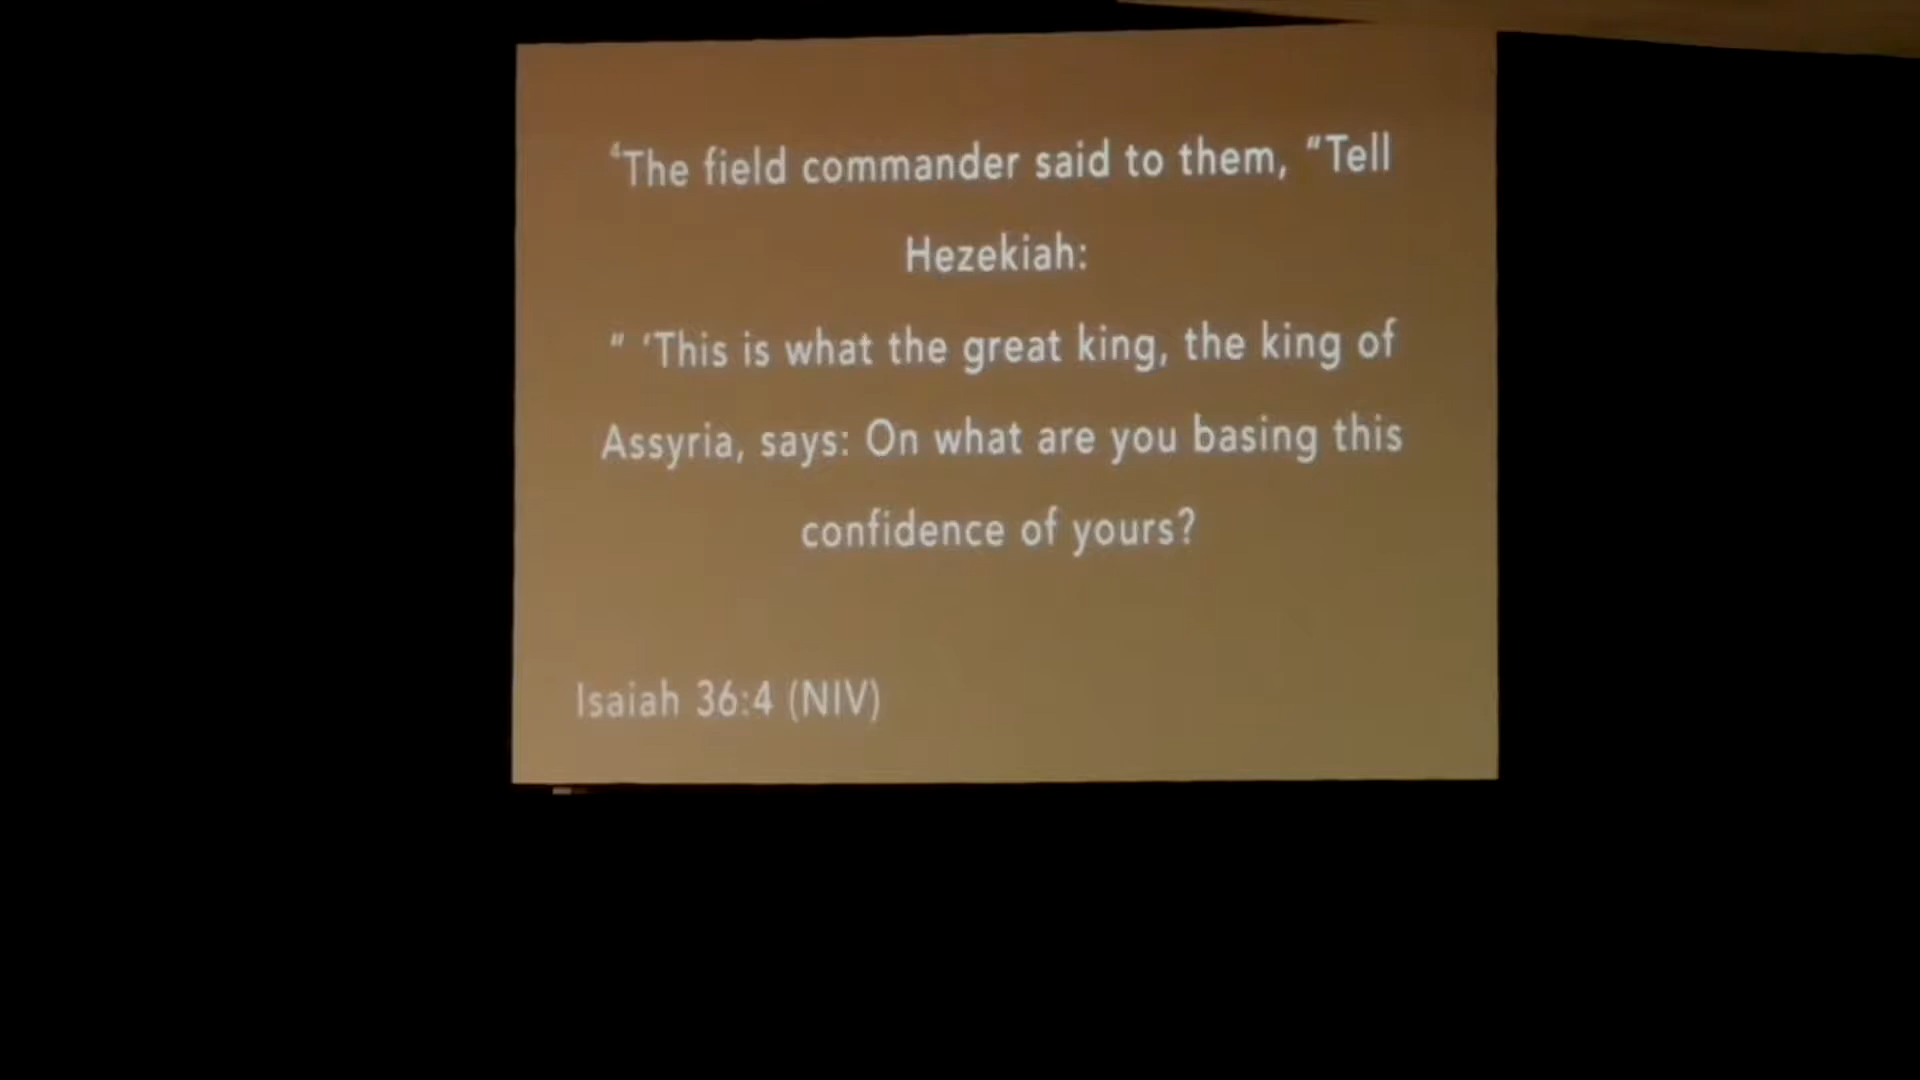 ⁴The field commander said to them, "Tell
Hezekiah:
" 'This is what the great king, the king of
Assyria, says: On what are you basing this
confidence of yours?
Isaiah 36:4 (NIV)